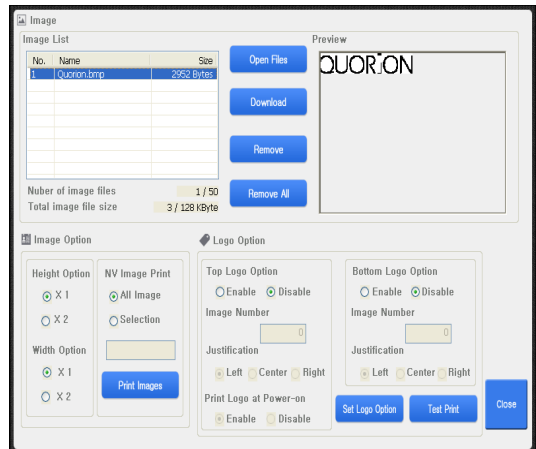 Image
Image List
No. Name Size
1 Quorion.bmp 2952 Bytes
Nuber of image files 1 / 50
Total image file size 3 / 128 KByte
Open Files
Download
Remove
Remove All
Preview
QUORiON
Image Option
Height Option
X 1
X 2
Width Option
X 1
X 2
NV Image Print
All Image
Selection
Print Images
Logo Option
Top Logo Option
Enable Disable
Image Number
0
Justification
Left Center Right
Print Logo at Power-on
Enable Disable
Bottom Logo Option
Enable Disable
Image Number
0
Justification
Left Center Right
Set Logo Option
Test Print
Close